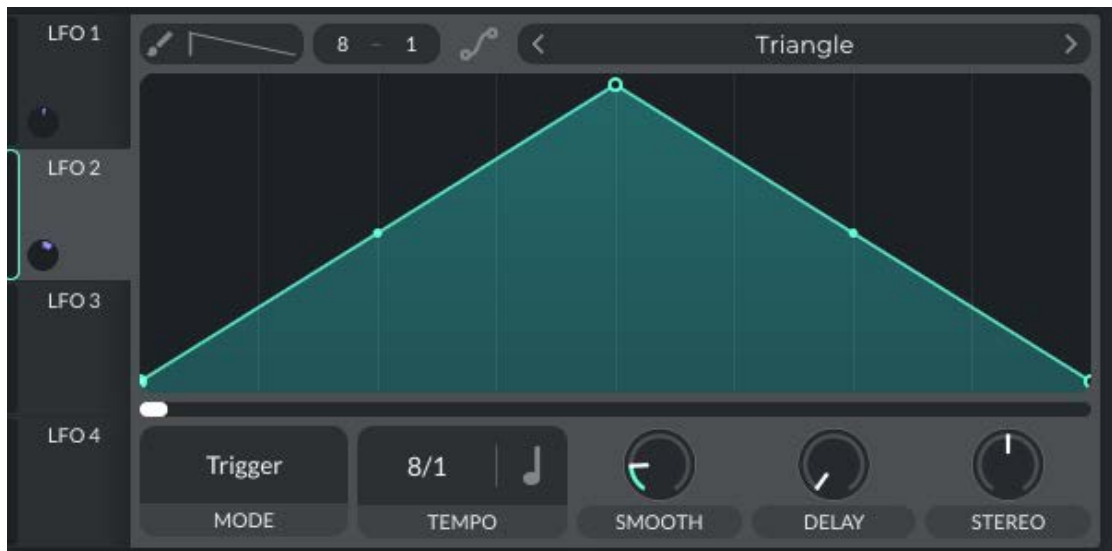 LFO 1
8 - 1
Triangle
LFO 2
LFO 3
LFO 4
Trigger
8/1
MODE
TEMPO
SMOOTH
DELAY
STEREO